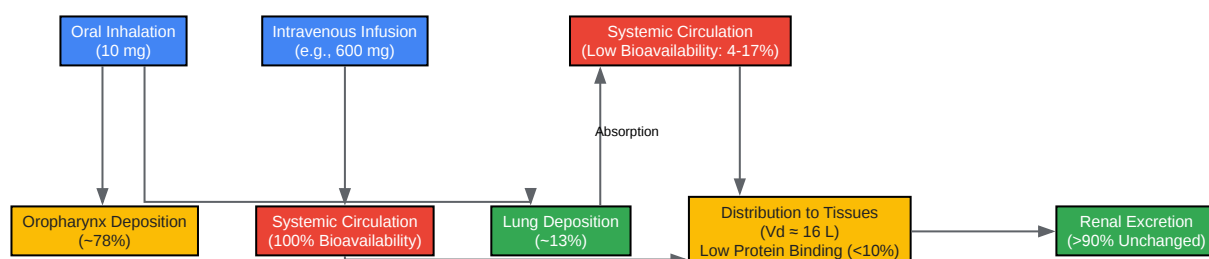 Oral Inhalation
(10 mg)
Intravenous Infusion
(e.g., 600 mg)
Systemic Circulation
(Low Bioavailability: 4-17%)
Absorption
Oropharynx Deposition
(~78%)
Systemic Circulation
(100% Bioavailability)
Lung Deposition
(~13%)
Distribution to Tissues
(Vd ≈ 16 L)
Low Protein Binding (<10%)
Renal Excretion
(>90% Unchanged)